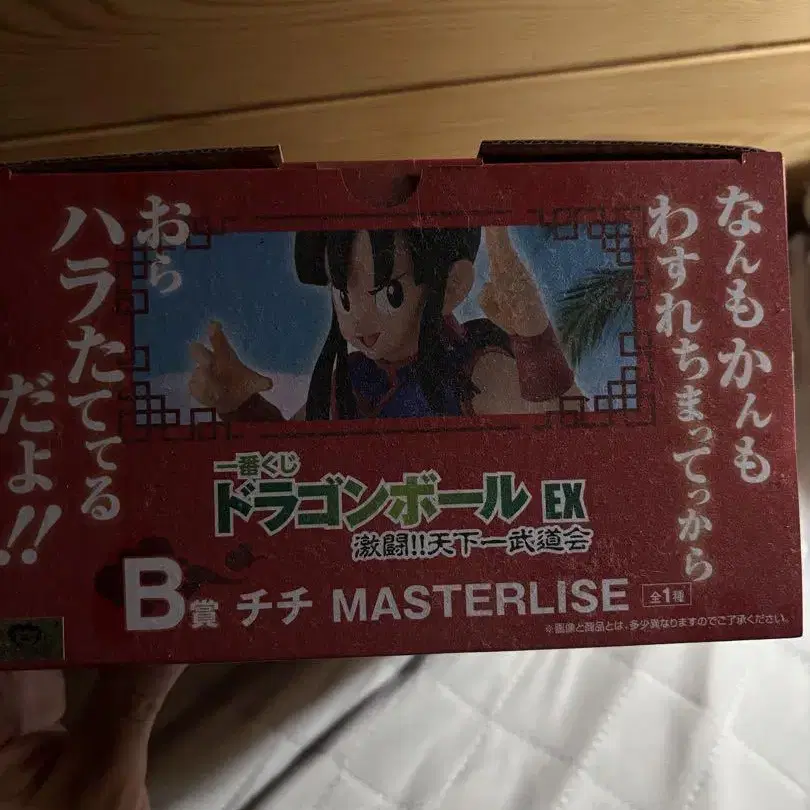 なんもかんも
わすれちまってっから
おら
ハラたててる
だよ!!
一番くじ
ドラゴンボール EX
激闘!!天下一武道会
B賞 チチ MASTERLISE 全1種
※画像と商品とは、多少異なりますのでご了承ください。